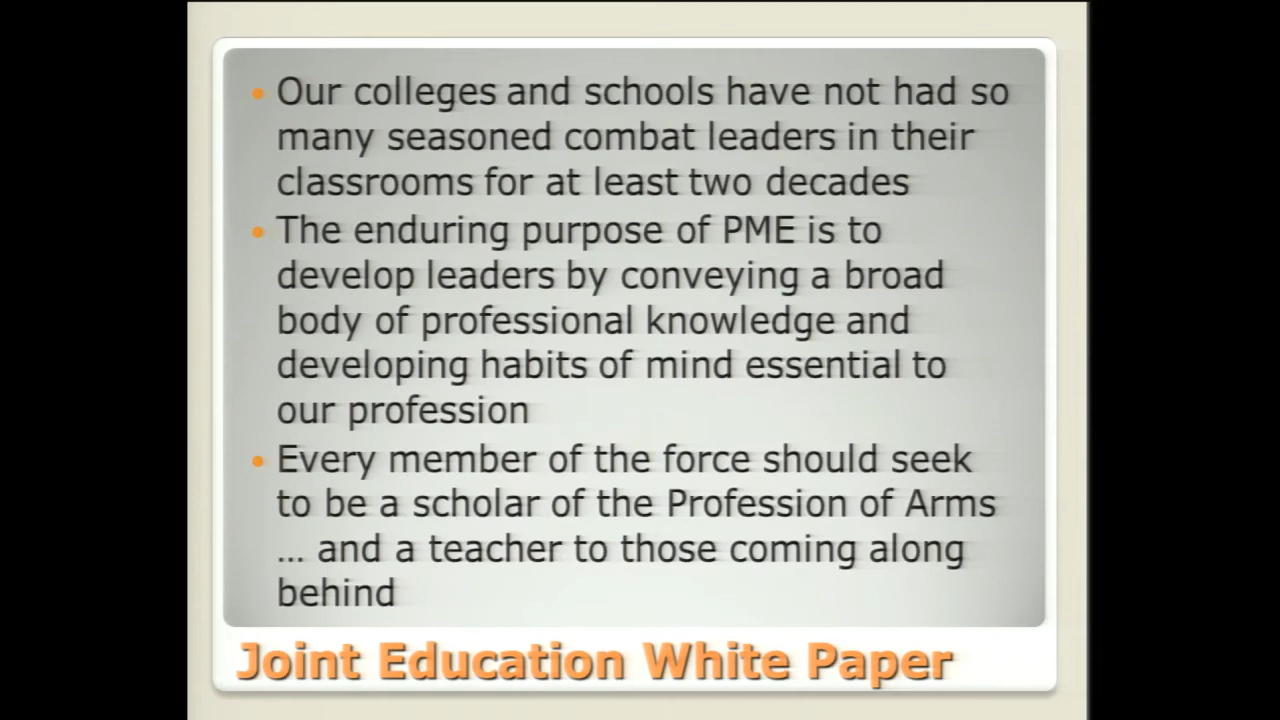 • Our colleges and schools have not had so
many seasoned combat leaders in their
classrooms for at least two decades
• The enduring purpose of PME is to
develop leaders by conveying a broad
body of professional knowledge and
developing habits of mind essential to
our profession
• Every member of the force should seek
to be a scholar of the Profession of Arms
… and a teacher to those coming along
behind
Joint Education White Paper